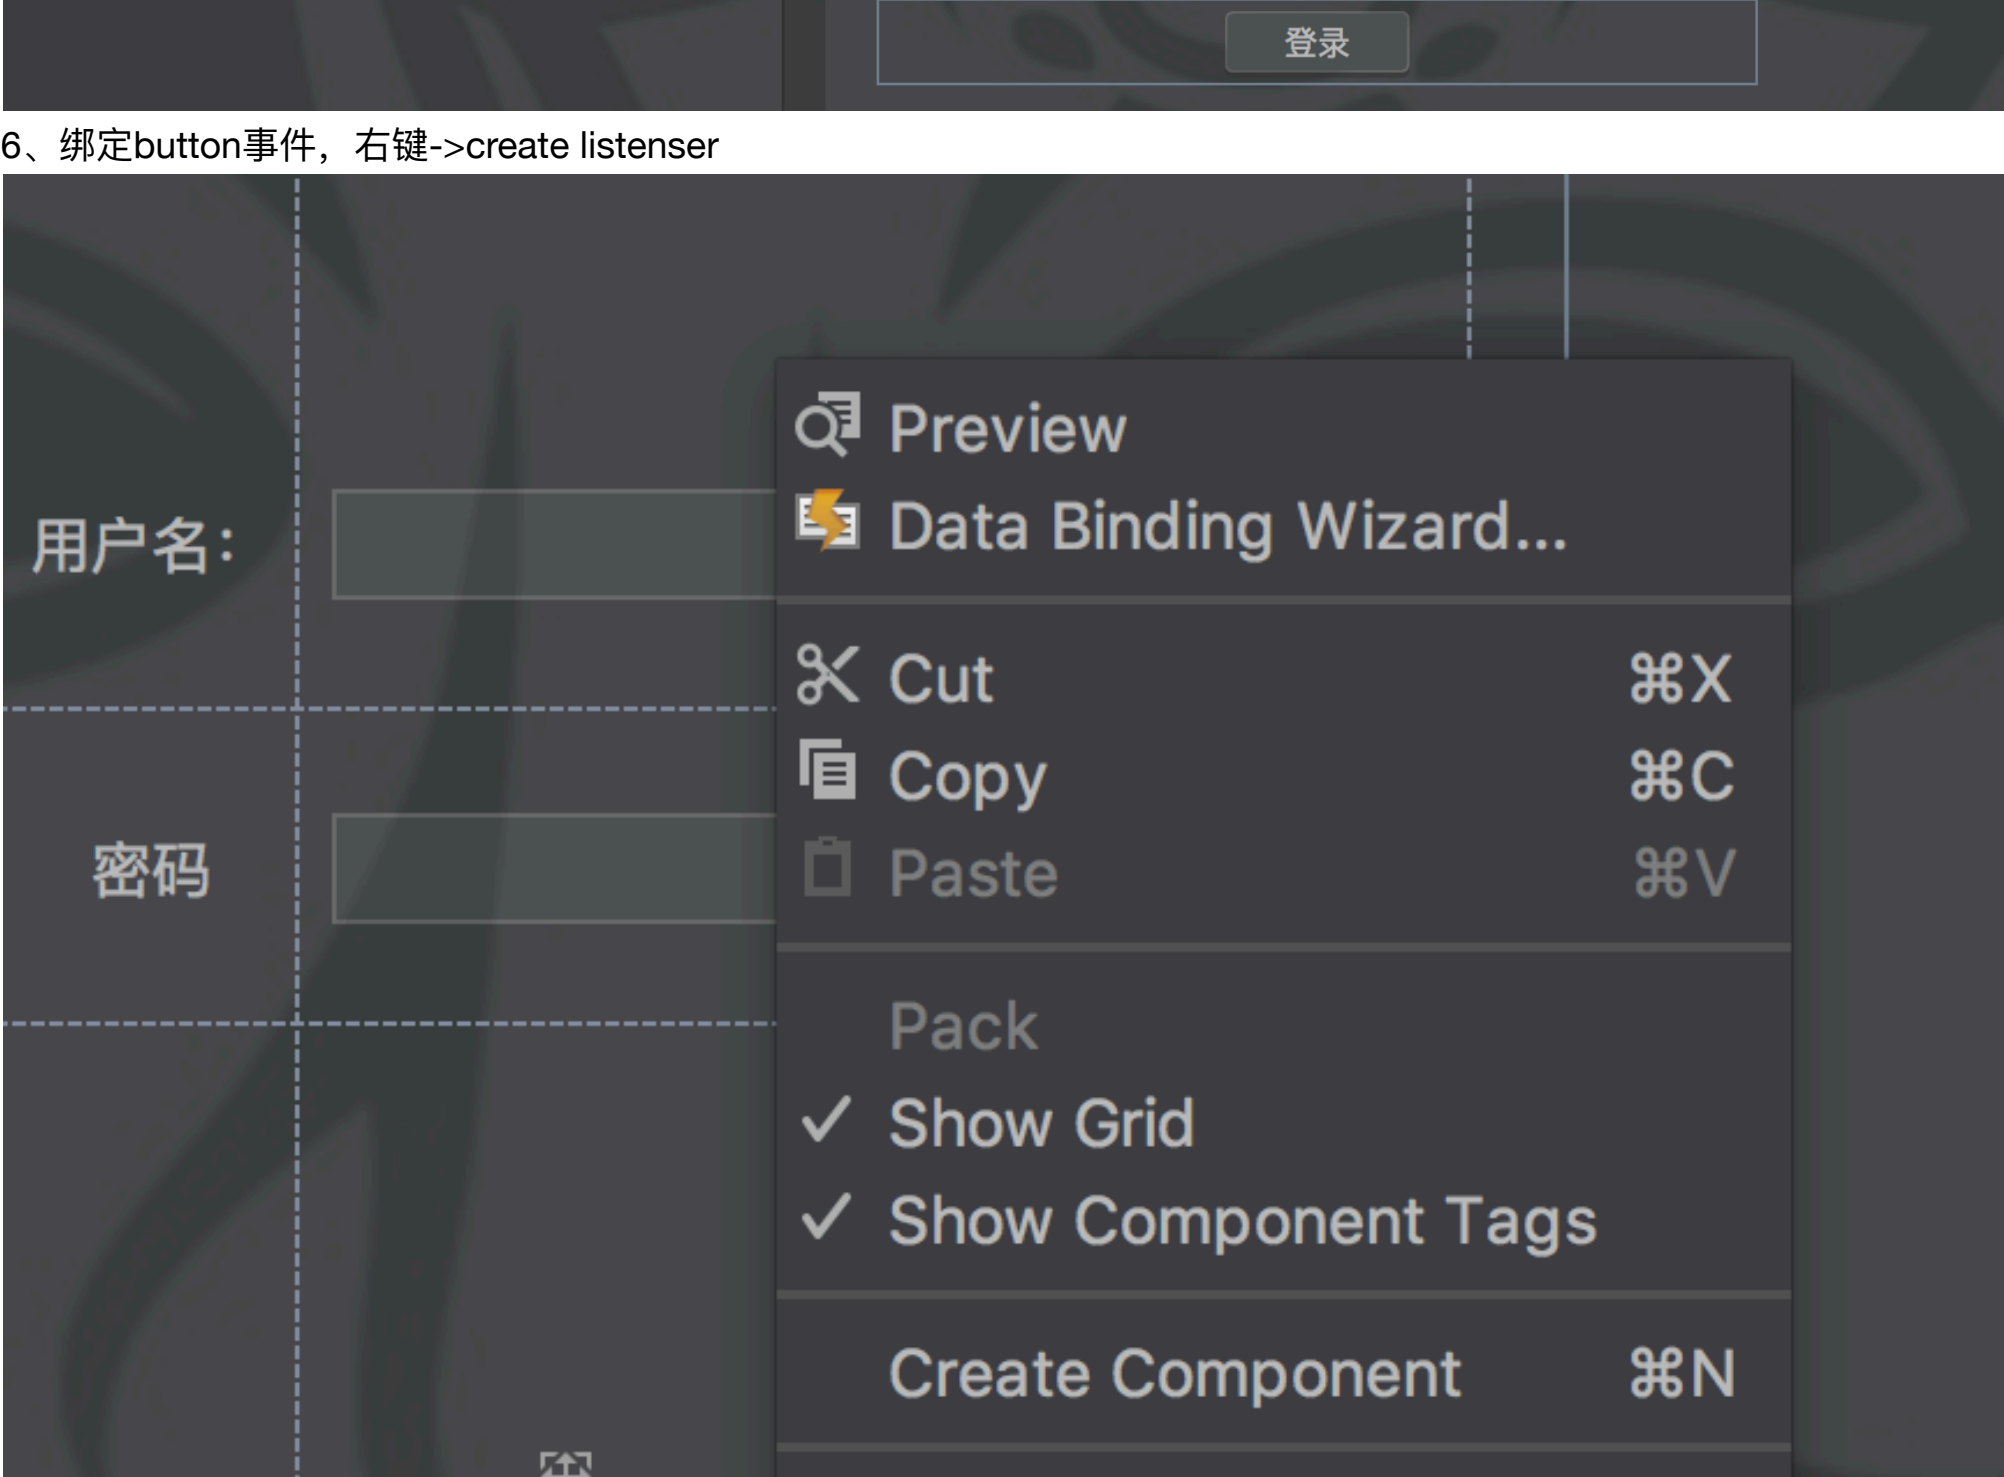 登录
6、绑定button事件，右键->create listenser
Preview
Data Binding Wizard...
用户名：
Cut ⌘X
Copy ⌘C
密码
Paste ⌘V
Pack
Show Grid
Show Component Tags
Create Component ⌘N